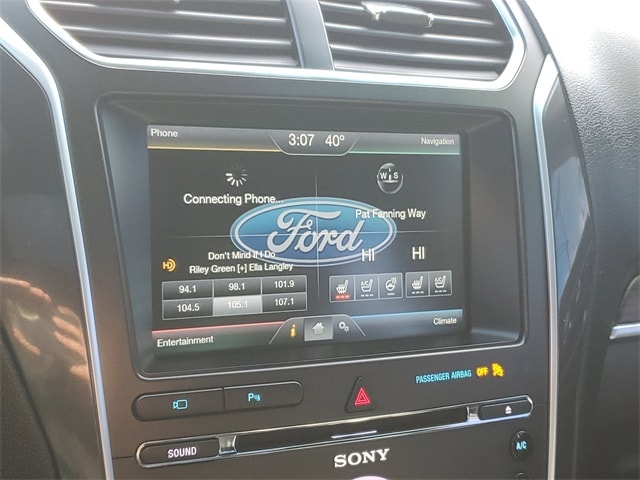 Phone
3:07 40°
Navigation
Connecting Phone...
W S
Pat Fanning Way
Ford
HD
Don't Mind If I Do
Riley Green [+] Ella Langley
HI HI
94.1 98.1 101.9
104.5 105.1 107.1
Entertainment
i
Climate
PASSENGER AIRBAG OFF
P
SOUND
SONY
A/C